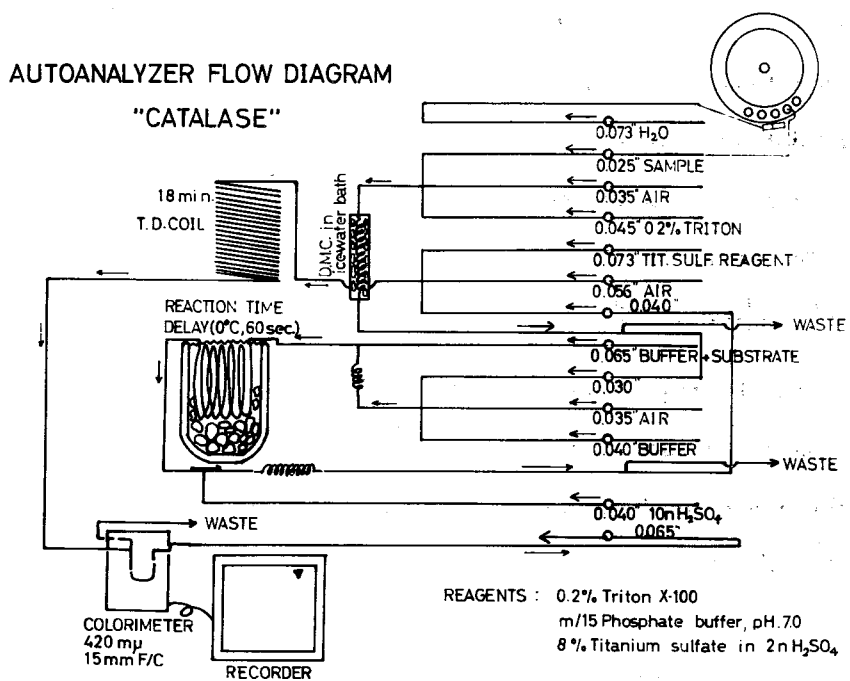 AUTOANALYZER FLOW DIAGRAM
"CATALASE"
0.073" H₂O
0.025" SAMPLE
0.035" AIR
0.045" 0.2% TRITON
0.073" TIT. SULF. REAGENT
0.056" AIR
0.040"
WASTE
0.065" BUFFER + SUBSTRATE
0.030"
0.035" AIR
0.040" BUFFER
WASTE
0.040" 10n H₂SO₄
0.065"
18 min.
T.D. COIL
D.M.C. in
icewater bath
REACTION TIME
DELAY (0°C, 60 sec.)
WASTE
COLORIMETER
420 mµ
15 mm F/C
RECORDER
REAGENTS : 0.2% Triton X-100
m/15 Phosphate buffer, pH. 7.0
8% Titanium sulfate in 2n H₂SO₄